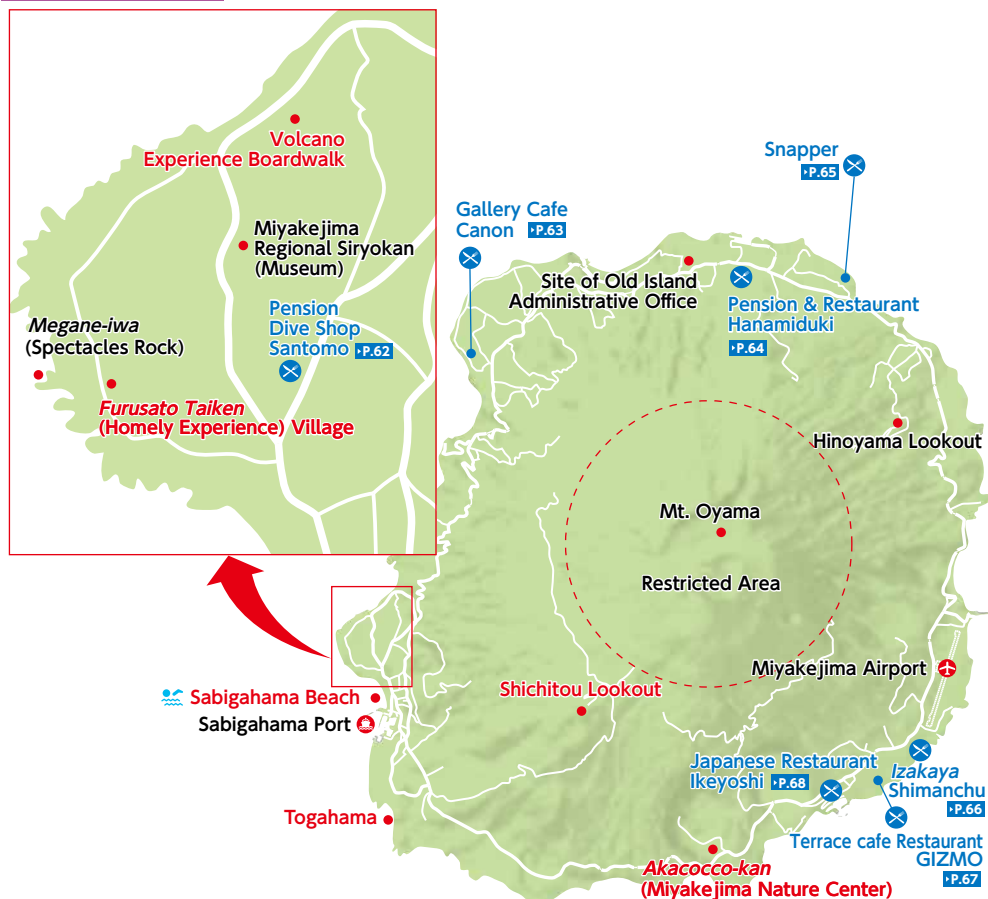 Volcano
Experience Boardwalk
Miyakejima
Regional Siryokan
(Museum)
Pension
Dive Shop
Santomo P.62
Megane-iwa
(Spectacles Rock)
Furusato Taiken
(Homely Experience) Village
Snapper
P.65
Gallery Cafe
Canon P.63
Site of Old Island
Administrative Office
Pension & Restaurant
Hanamiduki
P.64
Hinoyama Lookout
Mt. Oyama
Restricted Area
Miyakejima Airport
Shichitou Lookout
Sabigahama Beach
Sabigahama Port
Togahama
Japanese Restaurant
Ikeyoshi P.68
Izakaya
Shimanchu
P.66
Terrace cafe Restaurant
GIZMO
P.67
Akacocco-kan
(Miyakejima Nature Center)